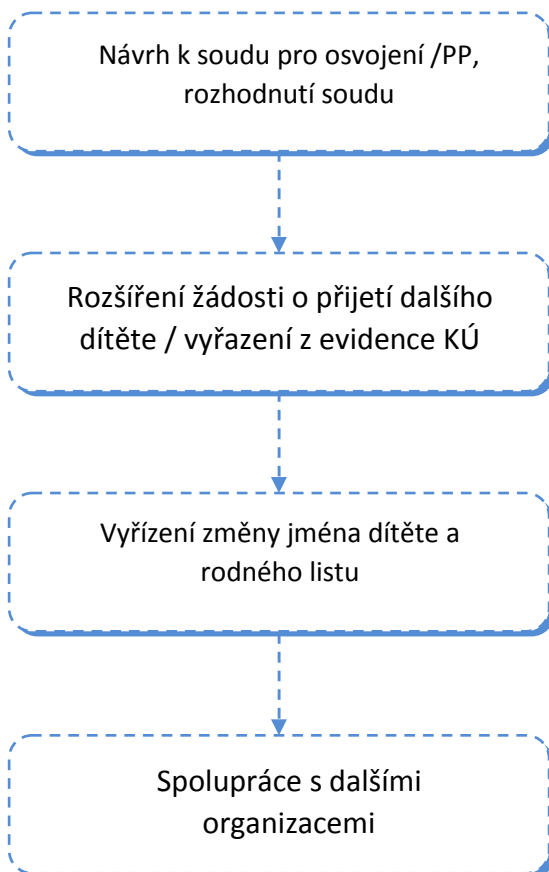 Návrh k soudu pro osvojení /PP,
rozhodnutí soudu
Rozšíření žádosti o přijetí dalšího
dítěte / vyřazení z evidence KÚ
Vyřízení změny jména dítěte a
rodného listu
Spolupráce s dalšími
organizacemi